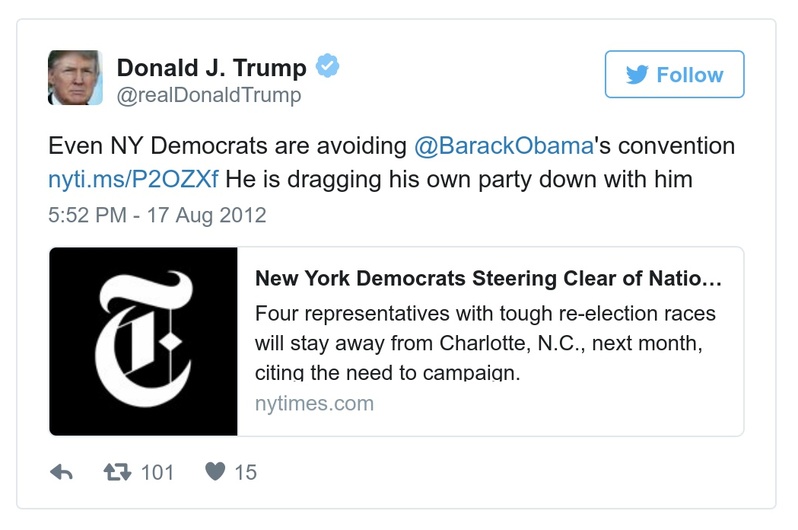 Donald J. Trump
@realDonaldTrump
Follow
Even NY Democrats are avoiding @BarackObama's convention
nyti.ms/P2OZXf He is dragging his own party down with him
5:52 PM - 17 Aug 2012
New York Democrats Steering Clear of Natio…
Four representatives with tough re-election races
will stay away from Charlotte, N.C., next month,
citing the need to campaign.
nytimes.com
101 15